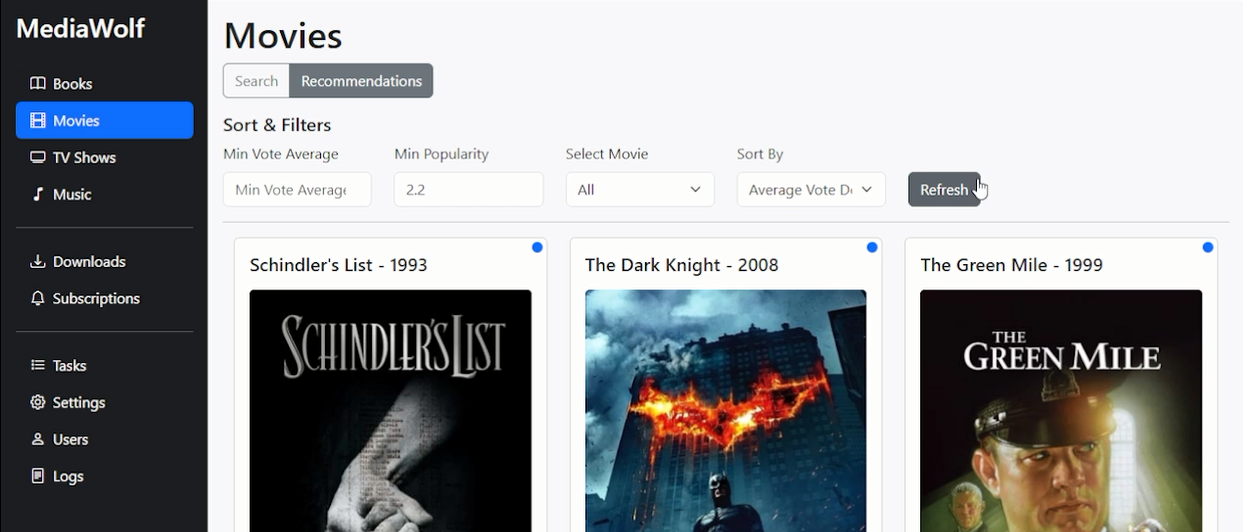 MediaWolf
Books
Movies
TV Shows
Music
Downloads
Subscriptions
Tasks
Settings
Users
Logs
Movies
Search Recommendations
Sort & Filters
Min Vote Average Min Popularity Select Movie Sort By
Min Vote Average 2.2 All Average Vote D Refresh
Schindler's List - 1993 The Dark Knight - 2008 The Green Mile - 1999
SCHINDLER'S LIST
THE
GREEN MILE